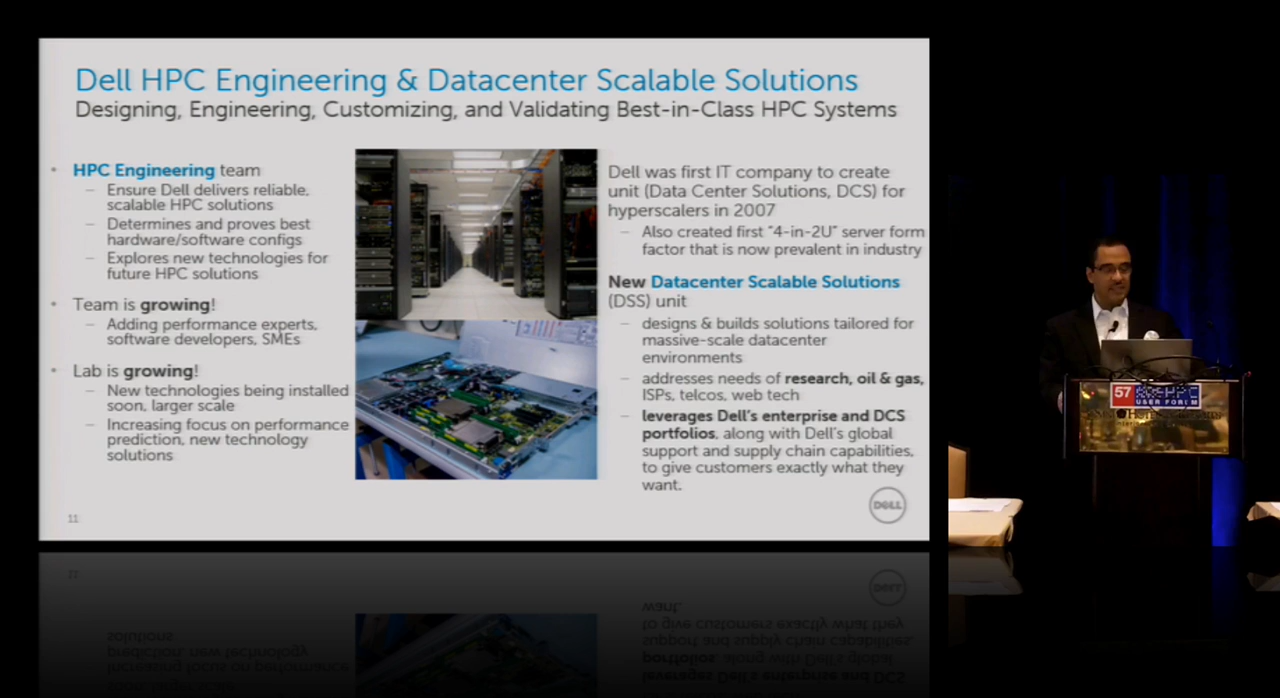 Dell HPC Engineering & Datacenter Scalable Solutions
Designing, Engineering, Customizing, and Validating Best-in-Class HPC Systems
• HPC Engineering team
– Ensure Dell delivers reliable,
scalable HPC solutions
– Determines and proves best
hardware/software configs
– Explores new technologies for
future HPC solutions
• Team is growing!
– Adding performance experts,
software developers, SMEs
• Lab is growing!
– New technologies being installed
soon, larger scale
– Increasing focus on performance
prediction, new technology
solutions
Dell was first IT company to create
unit (Data Center Solutions, DCS) for
hyperscalers in 2007
– Also created first "4-in-2U" server form
factor that is now prevalent in industry
New Datacenter Scalable Solutions
(DSS) unit
– designs & builds solutions tailored for
massive-scale datacenter
environments
– addresses needs of research, oil & gas,
ISPs, telcos, web tech
– leverages Dell's enterprise and DCS
portfolios, along with Dell's global
support and supply chain capabilities,
to give customers exactly what they
want.
11
DELL
57
USER FORUM